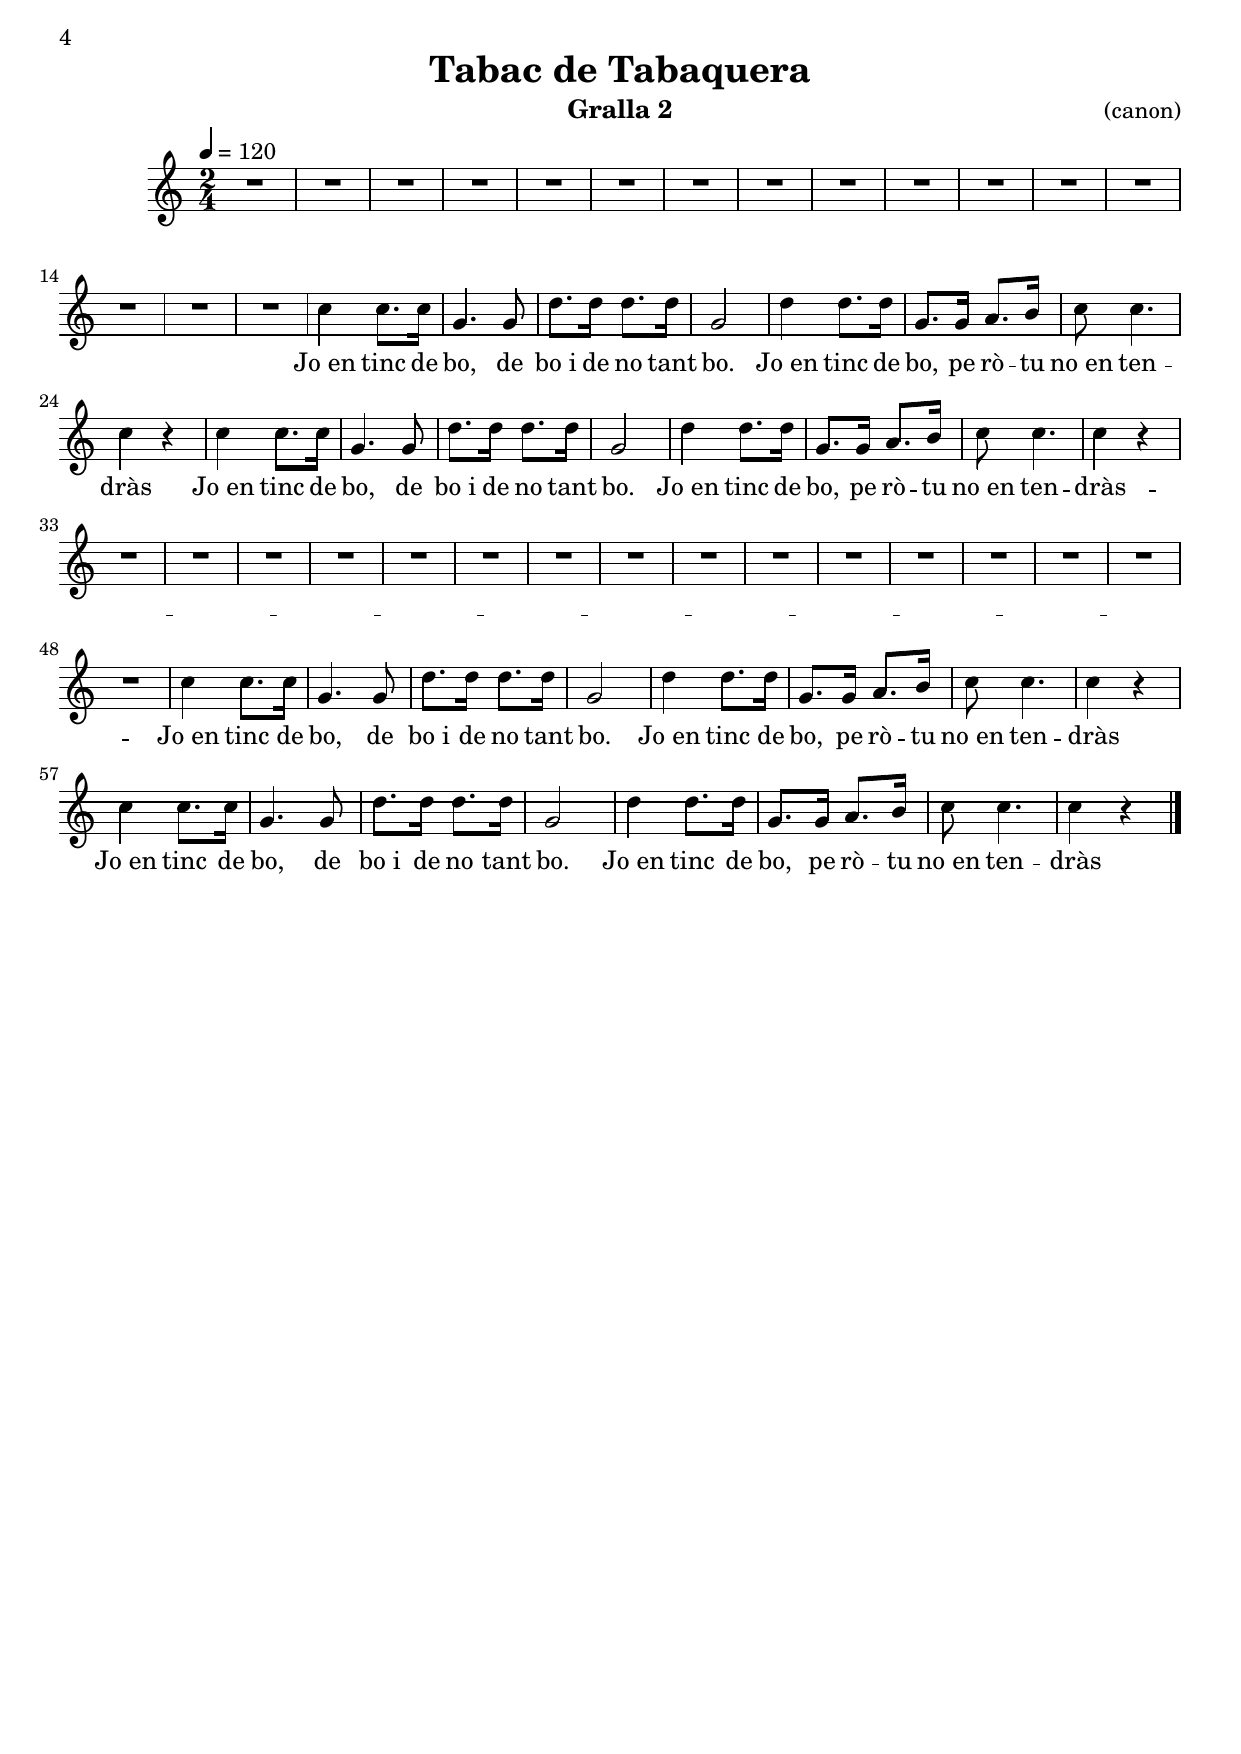 4
Tabac de Tabaquera
Gralla 2
(canon)
= 120
14
Jo en tinc de bo, de bo i de no tant bo. Jo en tinc de bo, pe rò -- tu no en ten --
24
dràs Jo en tinc de bo, de bo i de no tant bo. Jo en tinc de bo, pe rò -- tu no en ten -- dràs --
33
48
Jo en tinc de bo, de bo i de no tant bo. Jo en tinc de bo, pe rò -- tu no en ten -- dràs
57
Jo en tinc de bo, de bo i de no tant bo. Jo en tinc de bo, pe rò -- tu no en ten -- dràs